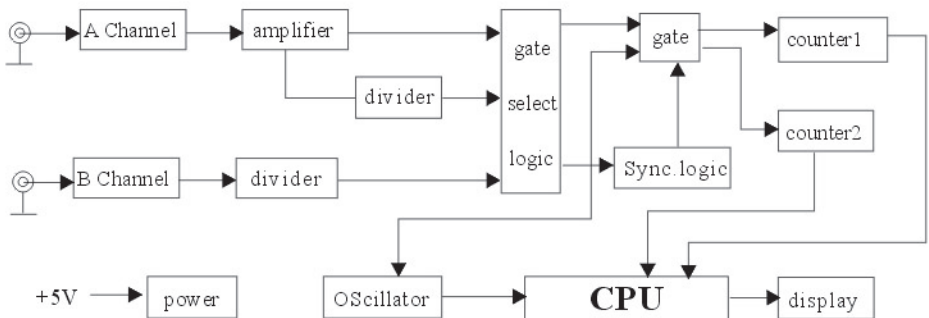 A Channel
amplifier
gate
select
logic
gate
counter1
divider
counter2
B Channel
divider
Sync.logic
+5V
power
OScillator
CPU
display